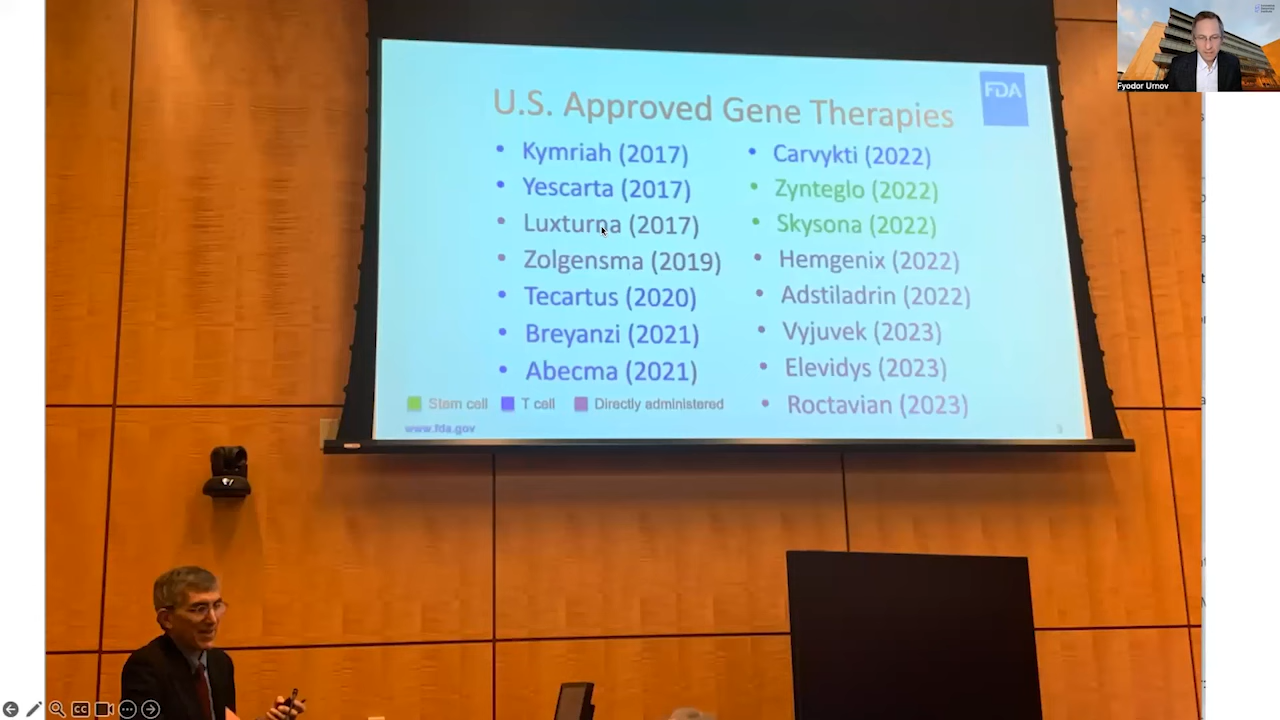 U.S. Approved Gene Therapies
FDA
• Kymriah (2017)
• Yescarta (2017)
• Luxturna (2017)
• Zolgensma (2019)
• Tecartus (2020)
• Breyanzi (2021)
• Abecma (2021)
• Carvykti (2022)
• Zynteglo (2022)
• Skysona (2022)
• Hemgenix (2022)
• Adstiladrin (2022)
• Vyjuvek (2023)
• Elevidys (2023)
• Roctavian (2023)
Stem cell T cell Directly administered
www.fda.gov
Fyodor Urnov
CC